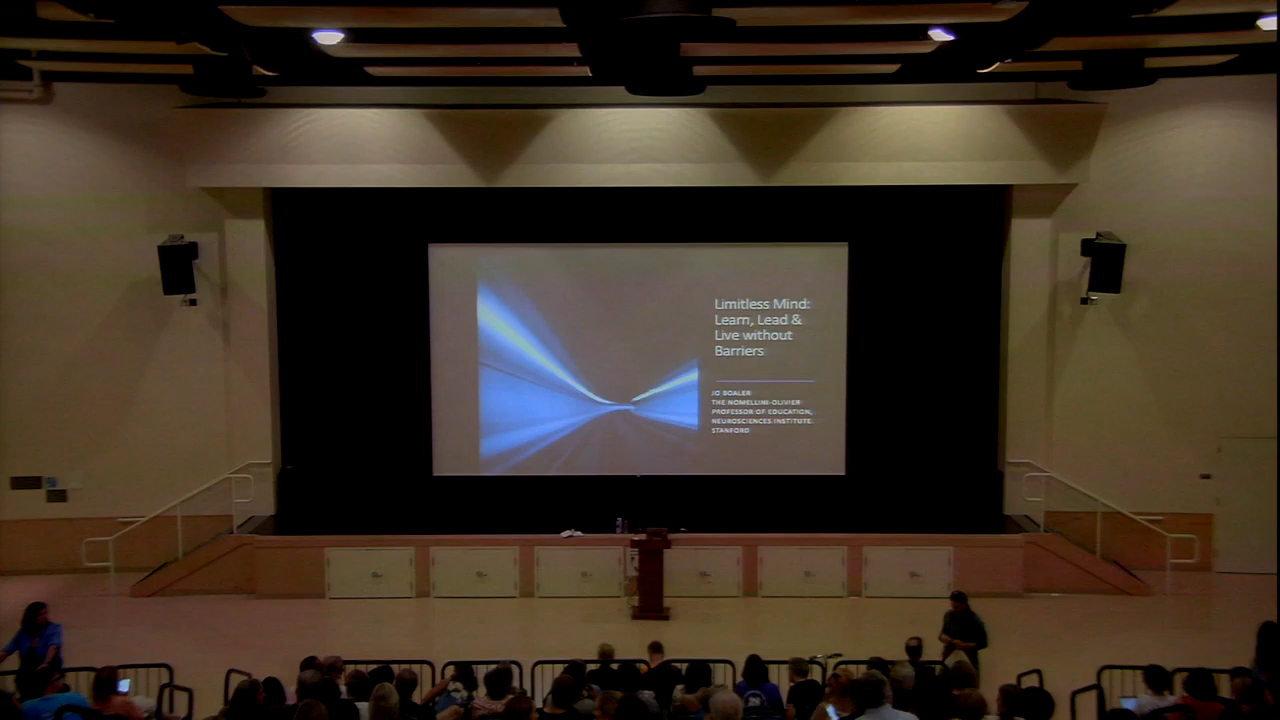 Limitless Mind:
Learn, Lead &
Live without
Barriers
JO BOALER
THE NOMELLINI-OLIVIER
PROFESSOR OF EDUCATION,
NEUROSCIENCES INSTITUTE
STANFORD